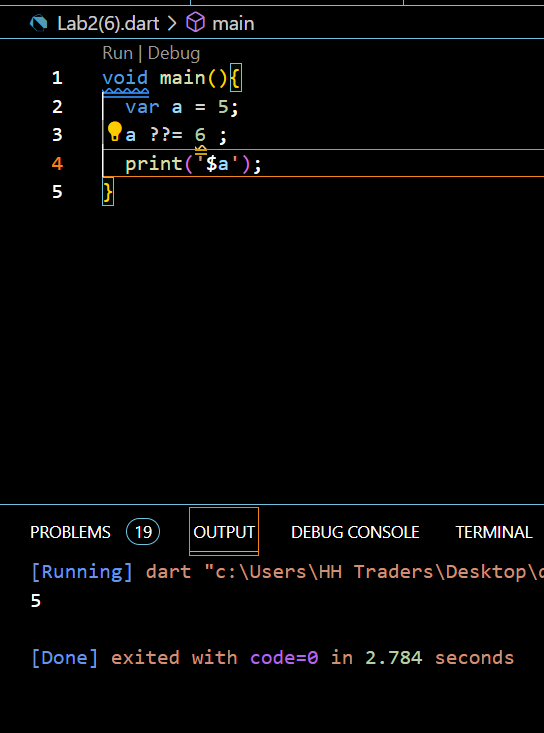 Lab2(6).dart > main
Run | Debug
1 void main(){
2 var a = 5;
3 a ??= 6 ;
4 print('$a');
5 }
PROBLEMS 19 OUTPUT DEBUG CONSOLE TERMINAL
[Running] dart "c:\Users\HH Traders\Desktop\
5
[Done] exited with code=0 in 2.784 seconds